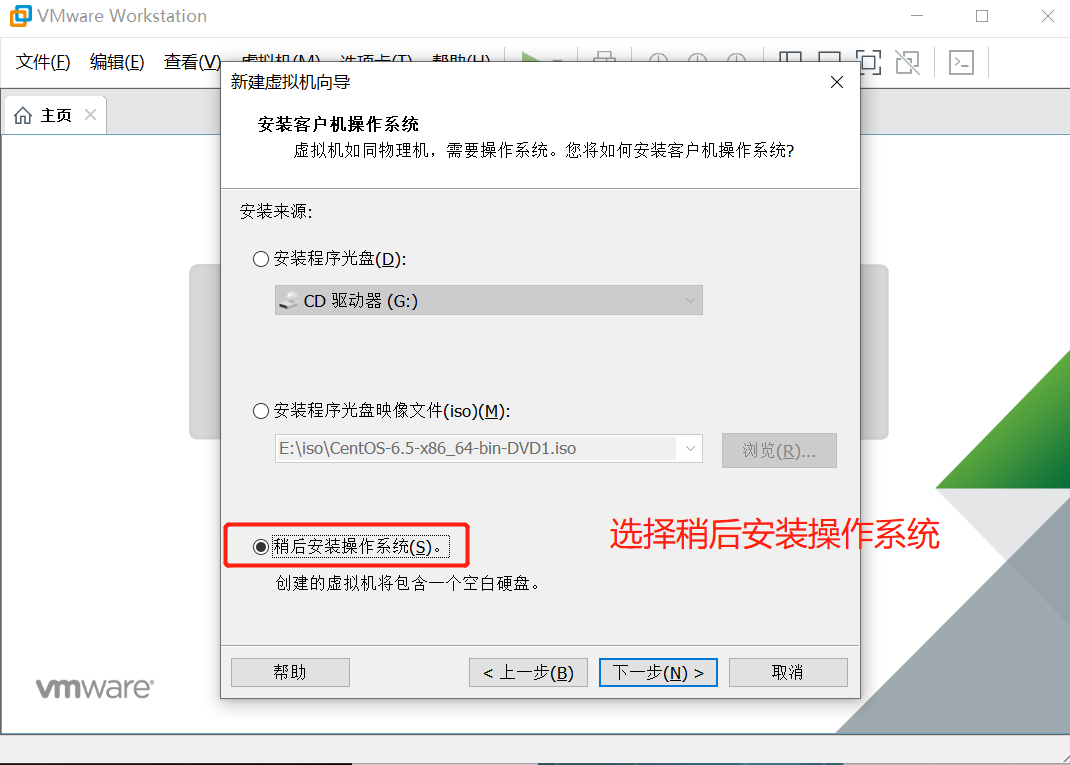 VMware Workstation
文件(F) 编辑(E) 查看(V) 虚拟机(M) 选项卡(T) 帮助(H)
新建虚拟机向导
主页
安装客户机操作系统
虚拟机如同物理机，需要操作系统。您将如何安装客户机操作系统?
安装来源:
安装程序光盘(D):
CD 驱动器 (G:)
安装程序光盘映像文件(iso)(M):
E:\iso\CentOS-6.5-x86_64-bin-DVD1.iso
浏览(R)...
稍后安装操作系统(S)。
选择稍后安装操作系统
创建的虚拟机将包含一个空白硬盘。
帮助
< 上一步(B)
下一步(N) >
取消
vmware